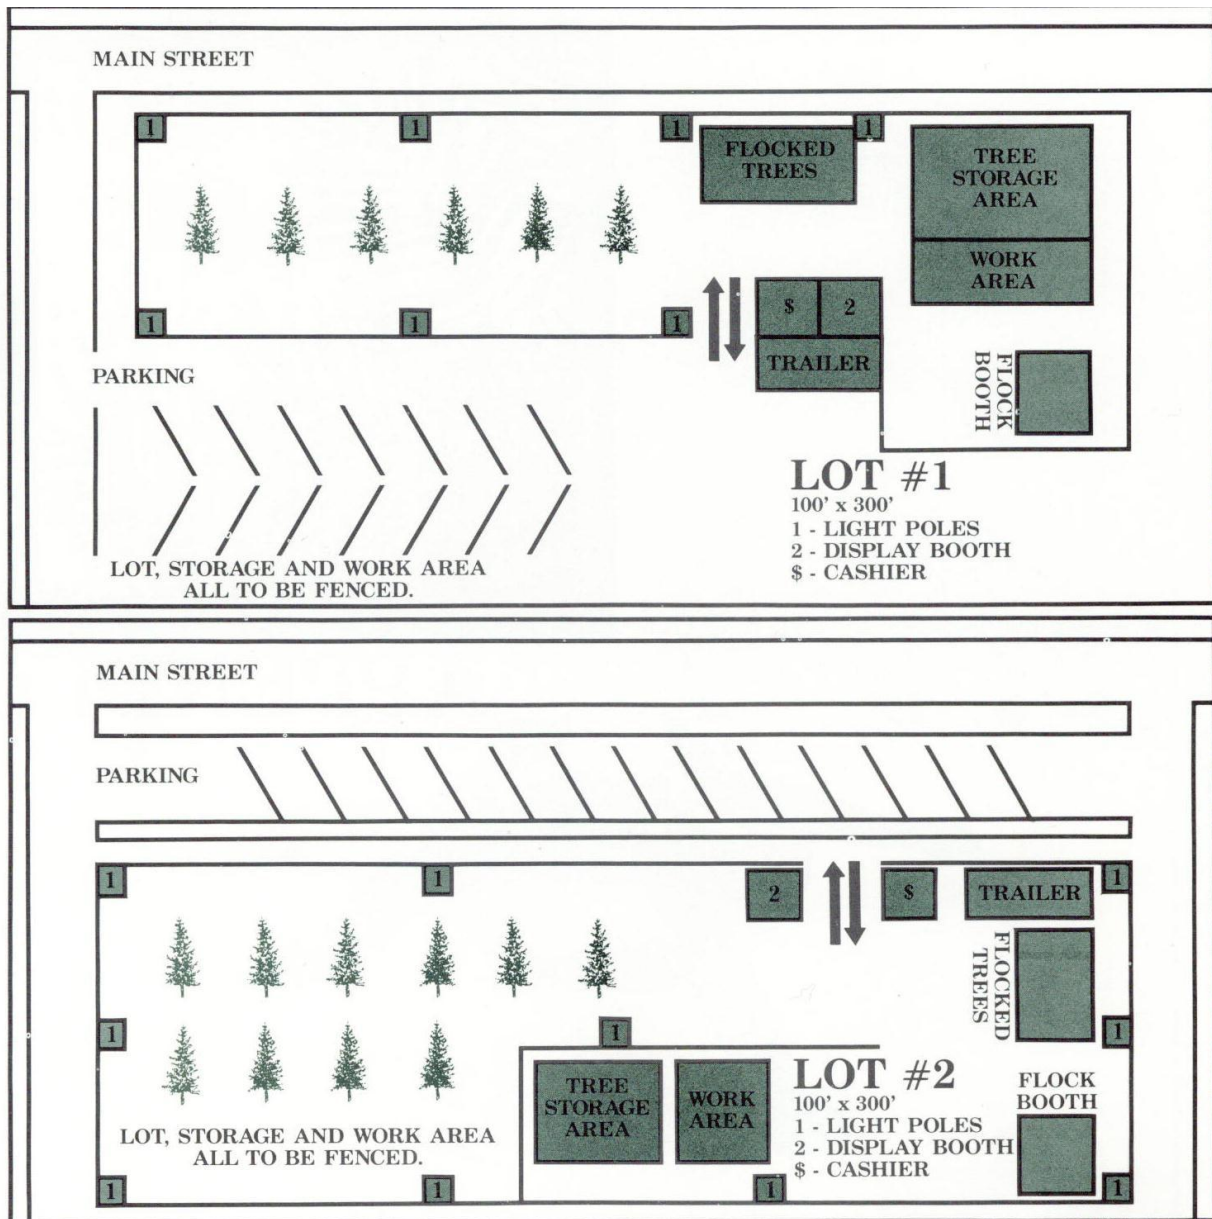 MAIN STREET
1
1
1
1
FLOCKED
TREES
TREE
STORAGE
AREA
WORK
AREA
1
1
1
$
2
TRAILER
FLOCK
BOOTH
PARKING
LOT #1
100' x 300'
1 - LIGHT POLES
2 - DISPLAY BOOTH
$ - CASHIER
LOT, STORAGE AND WORK AREA
ALL TO BE FENCED.
MAIN STREET
PARKING
1
1
2
$
TRAILER
1
FLOCKED
TREES
1
1
1
TREE
STORAGE
AREA
WORK
AREA
LOT #2
100' x 300'
1 - LIGHT POLES
2 - DISPLAY BOOTH
$ - CASHIER
FLOCK
BOOTH
LOT, STORAGE AND WORK AREA
ALL TO BE FENCED.
1
1
1
1